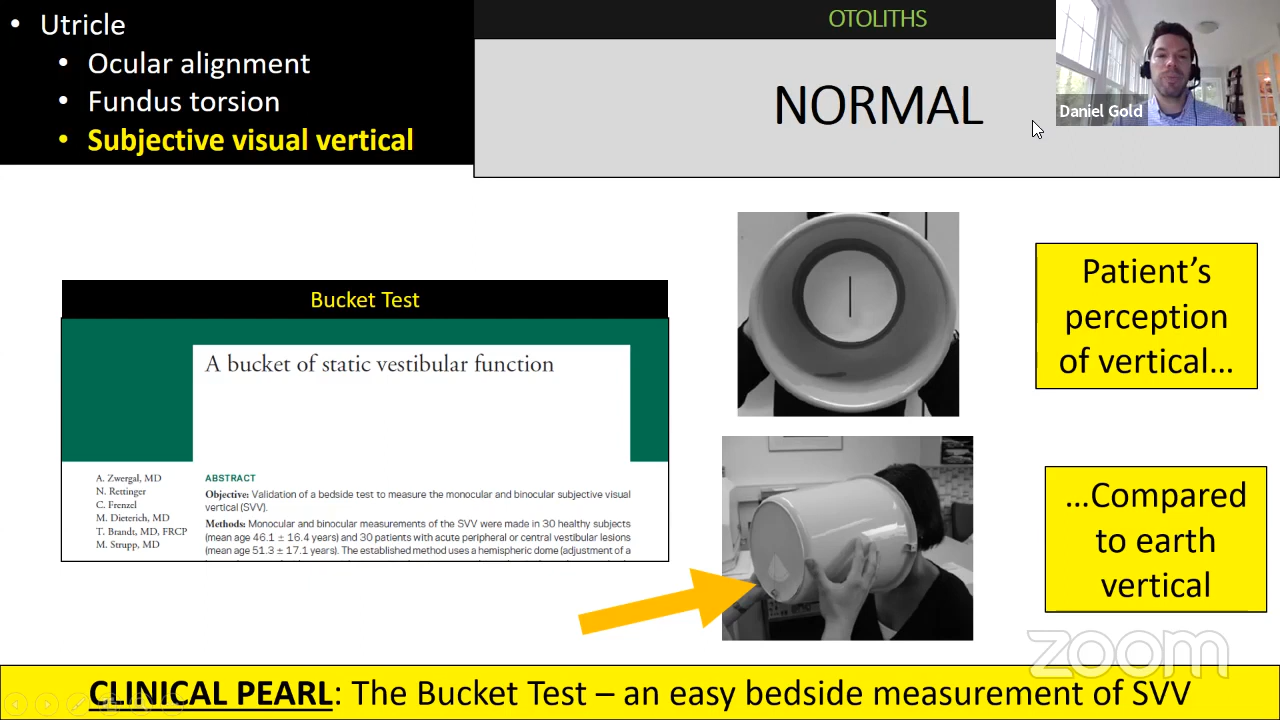 • Utricle
• Ocular alignment
• Fundus torsion
• Subjective visual vertical
OTOLITHS
NORMAL
Daniel Gold
Bucket Test
A bucket of static vestibular function
A. Zwergal, MD
N. Rettinger
C. Frenzel
M. Dieterich, MD
T. Brandt, MD, FRCP
M. Strupp, MD
ABSTRACT
Objective: Validation of a bedside test to measure the monocular and binocular subjective visual
vertical (SVV).
Methods: Monocular and binocular measurements of the SVV were made in 30 healthy subjects
(mean age 46.1 ± 16.4 years) and 30 patients with acute peripheral or central vestibular lesions
(mean age 51.3 ± 17.1 years). The established method uses a hemispheric dome (adjustment of a
Patient’s
perception
of vertical…
…Compared
to earth
vertical
zoom
CLINICAL PEARL: The Bucket Test – an easy bedside measurement of SVV